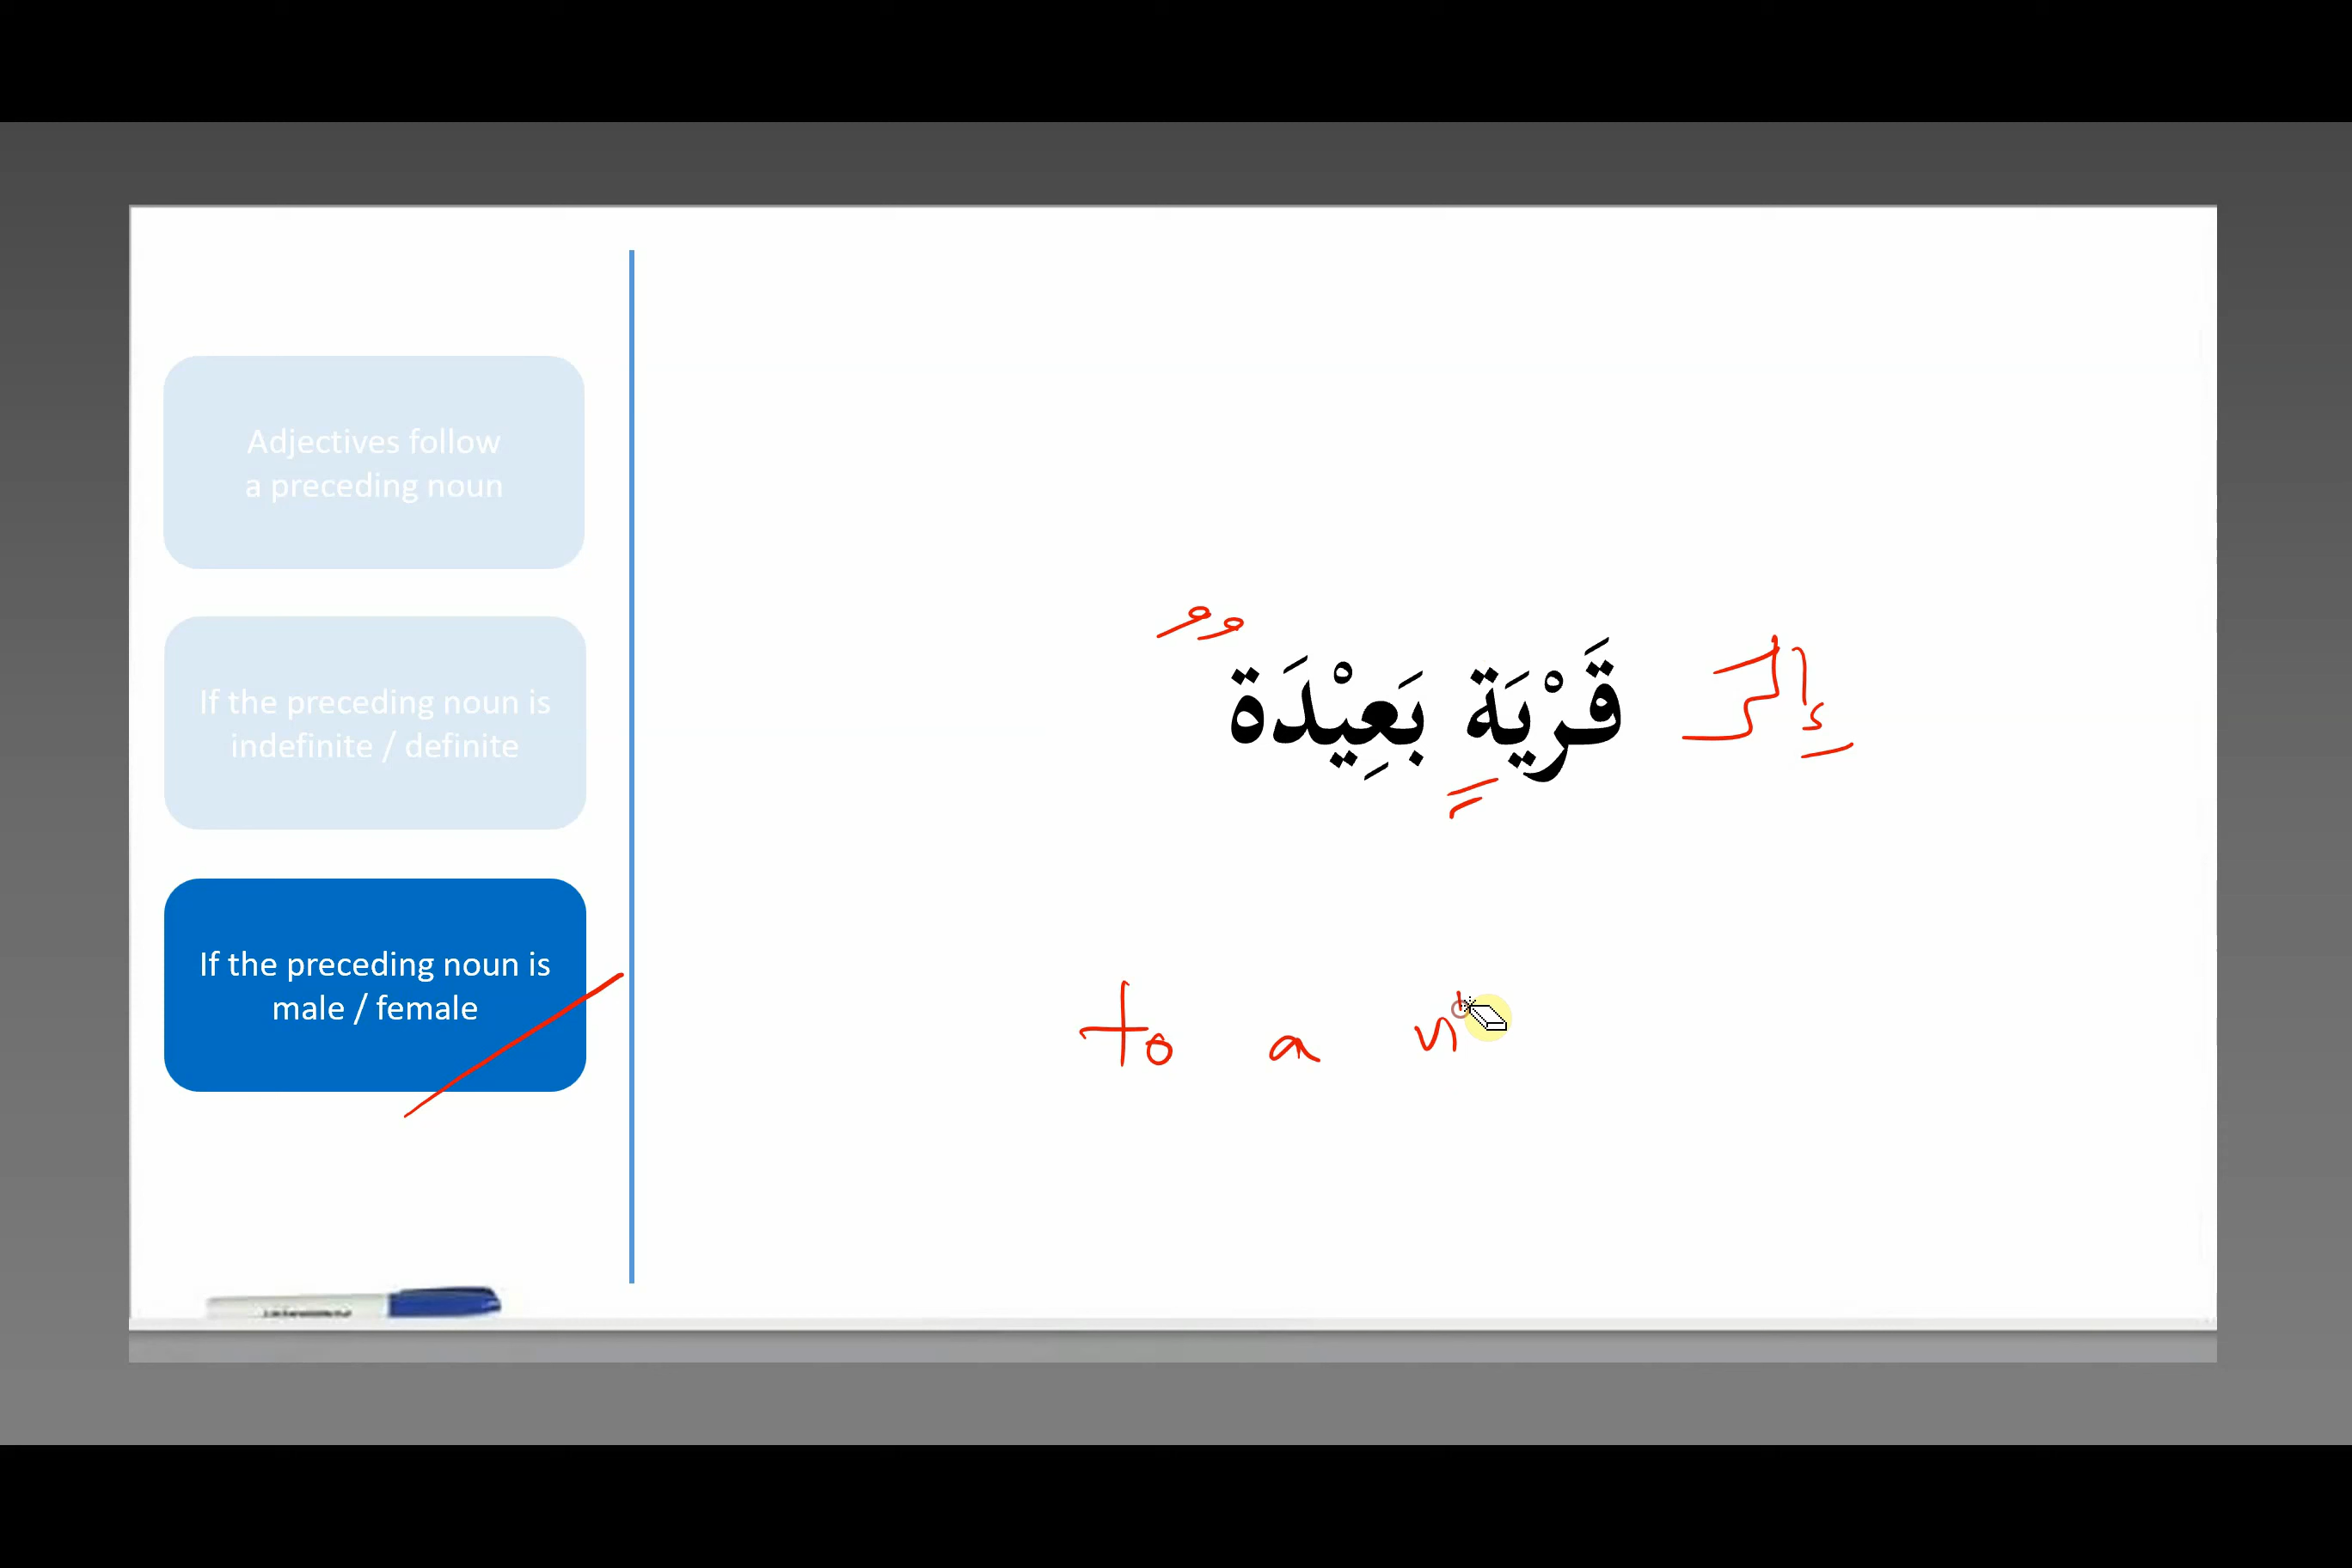 Adjectives follow
a preceding noun
If the preceding noun is
indefinite / definite
If the preceding noun is
male / female
إِلَى قَرْيَةٍ بَعِيْدَةٌ
to a